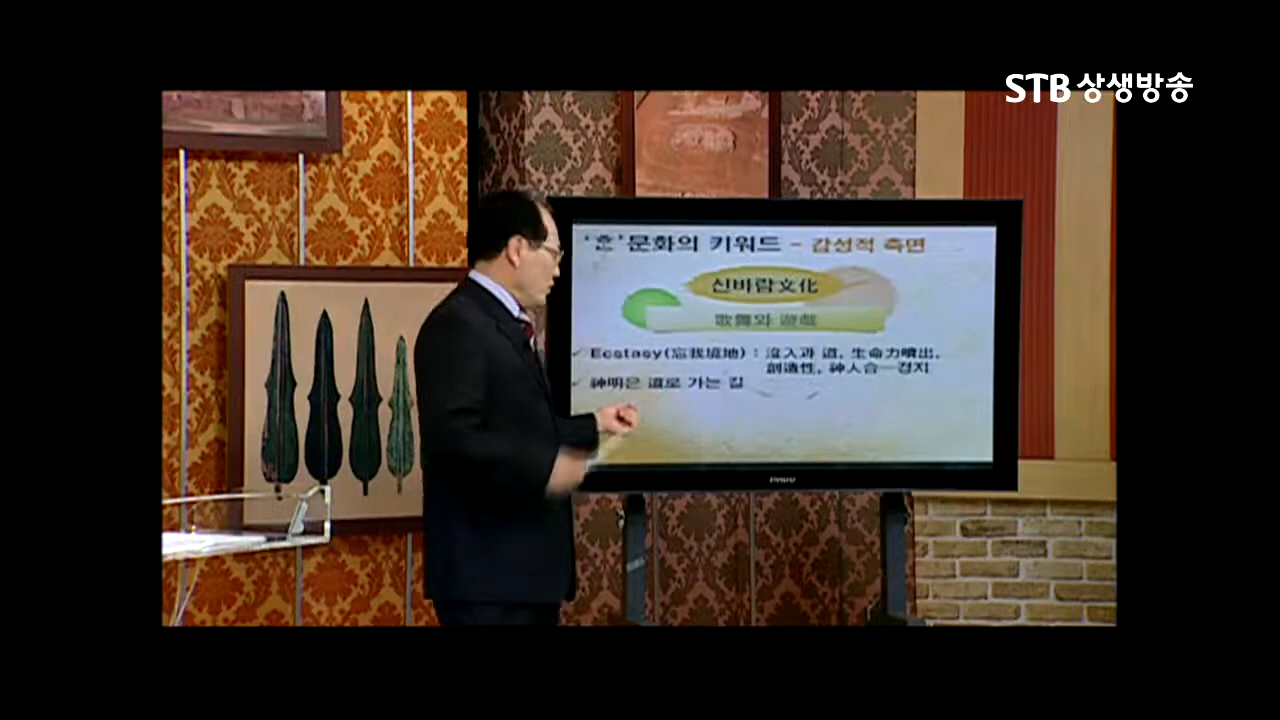 STB 상생방송
'흔'문화의 키워드 - 감성적 측면
신바람文化
歌舞와 遊戱
✓ Ecstasy(忘我境地) : 沒入과 道, 生命力噴出,
創造性, 神人合一경지
✓ 神明은 道로 가는 길